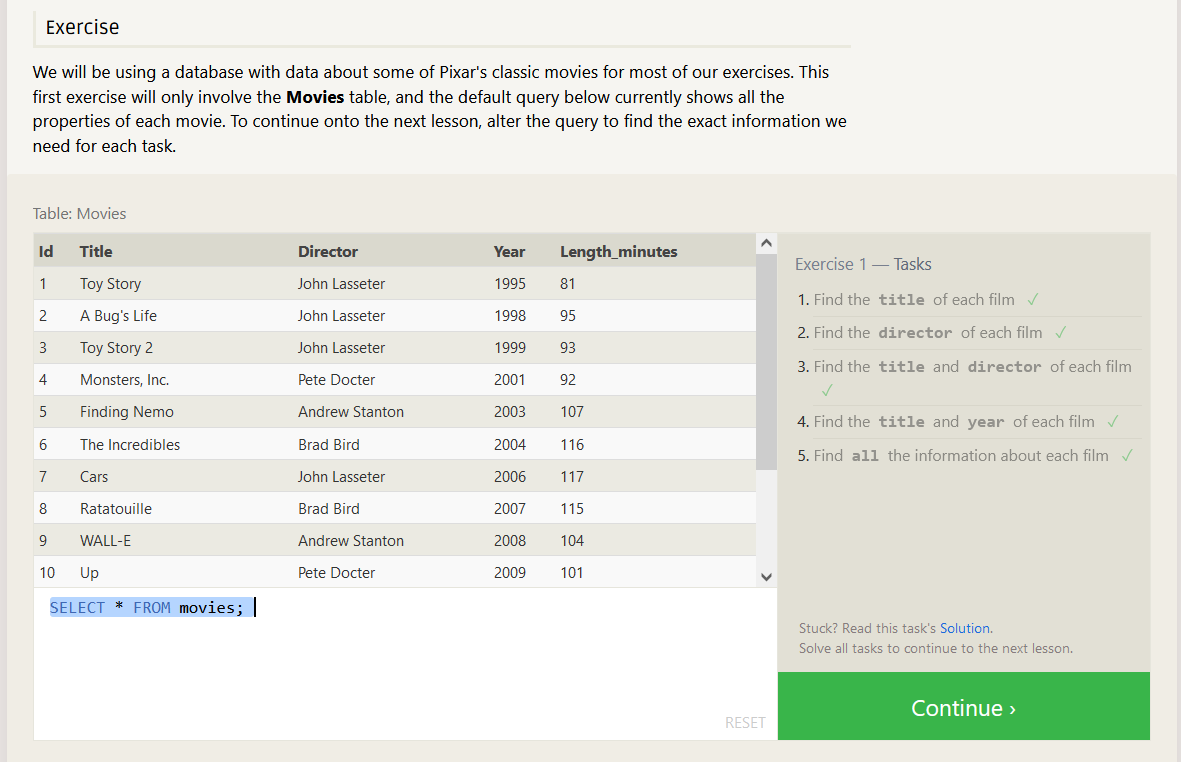 Exercise
We will be using a database with data about some of Pixar's classic movies for most of our exercises. This
first exercise will only involve the Movies table, and the default query below currently shows all the
properties of each movie. To continue onto the next lesson, alter the query to find the exact information we
need for each task.
Table: Movies
Id Title Director Year Length_minutes
1 Toy Story John Lasseter 1995 81
2 A Bug's Life John Lasseter 1998 95
3 Toy Story 2 John Lasseter 1999 93
4 Monsters, Inc. Pete Docter 2001 92
5 Finding Nemo Andrew Stanton 2003 107
6 The Incredibles Brad Bird 2004 116
7 Cars John Lasseter 2006 117
8 Ratatouille Brad Bird 2007 115
9 WALL-E Andrew Stanton 2008 104
10 Up Pete Docter 2009 101
SELECT * FROM movies;
RESET
Exercise 1 — Tasks
1. Find the title of each film ✓
2. Find the director of each film ✓
3. Find the title and director of each film
✓
4. Find the title and year of each film ✓
5. Find all the information about each film ✓
Stuck? Read this task's Solution.
Solve all tasks to continue to the next lesson.
Continue ›